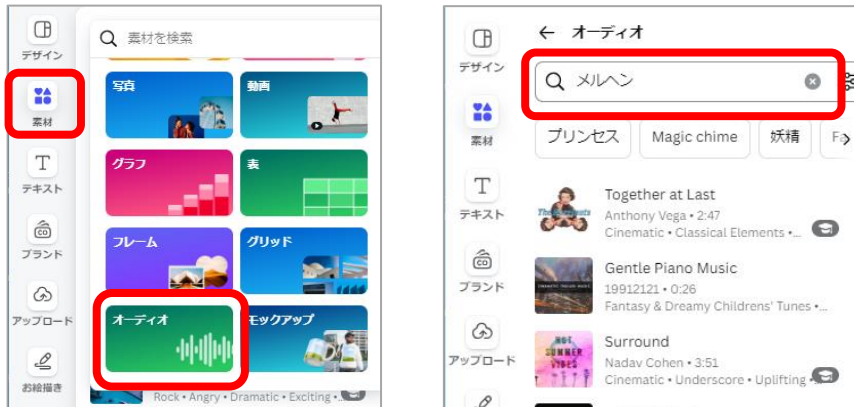 デザイン
素材
テキスト
ブランド
アップロード
お絵描き
素材を検索
写真
動画
グラフ
表
フレーム
グリッド
オーディオ
モックアップ
Rock • Angry • Dramatic • Exciting •...
デザイン
素材
テキスト
ブランド
アップロード
← オーディオ
メルヘン
プリンセス
Magic chime
妖精
Fa
Together at Last
Anthony Vega • 2:47
Cinematic • Classical Elements •...
Gentle Piano Music
19912121 • 0:26
Fantasy & Dreamy Childrens' Tunes •...
HOT
SUMMER
VIBES
Surround
Nadav Cohen • 3:51
Cinematic • Underscore • Uplifting •...